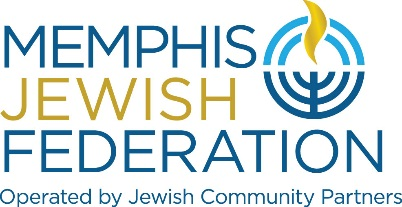 MEMPHIS
JEWISH
FEDERATION
Operated by Jewish Community Partners